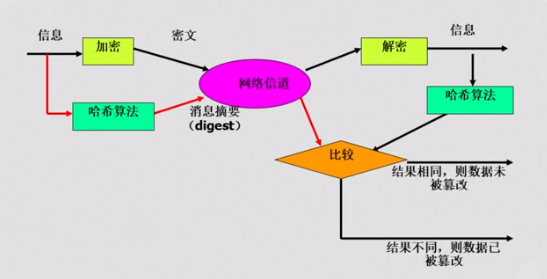 信息
加密
密文
网络信道
解密
信息
哈希算法
消息摘要
（digest）
哈希算法
比较
结果相同，则数据未
被篡改
结果不同，则数据已
被篡改